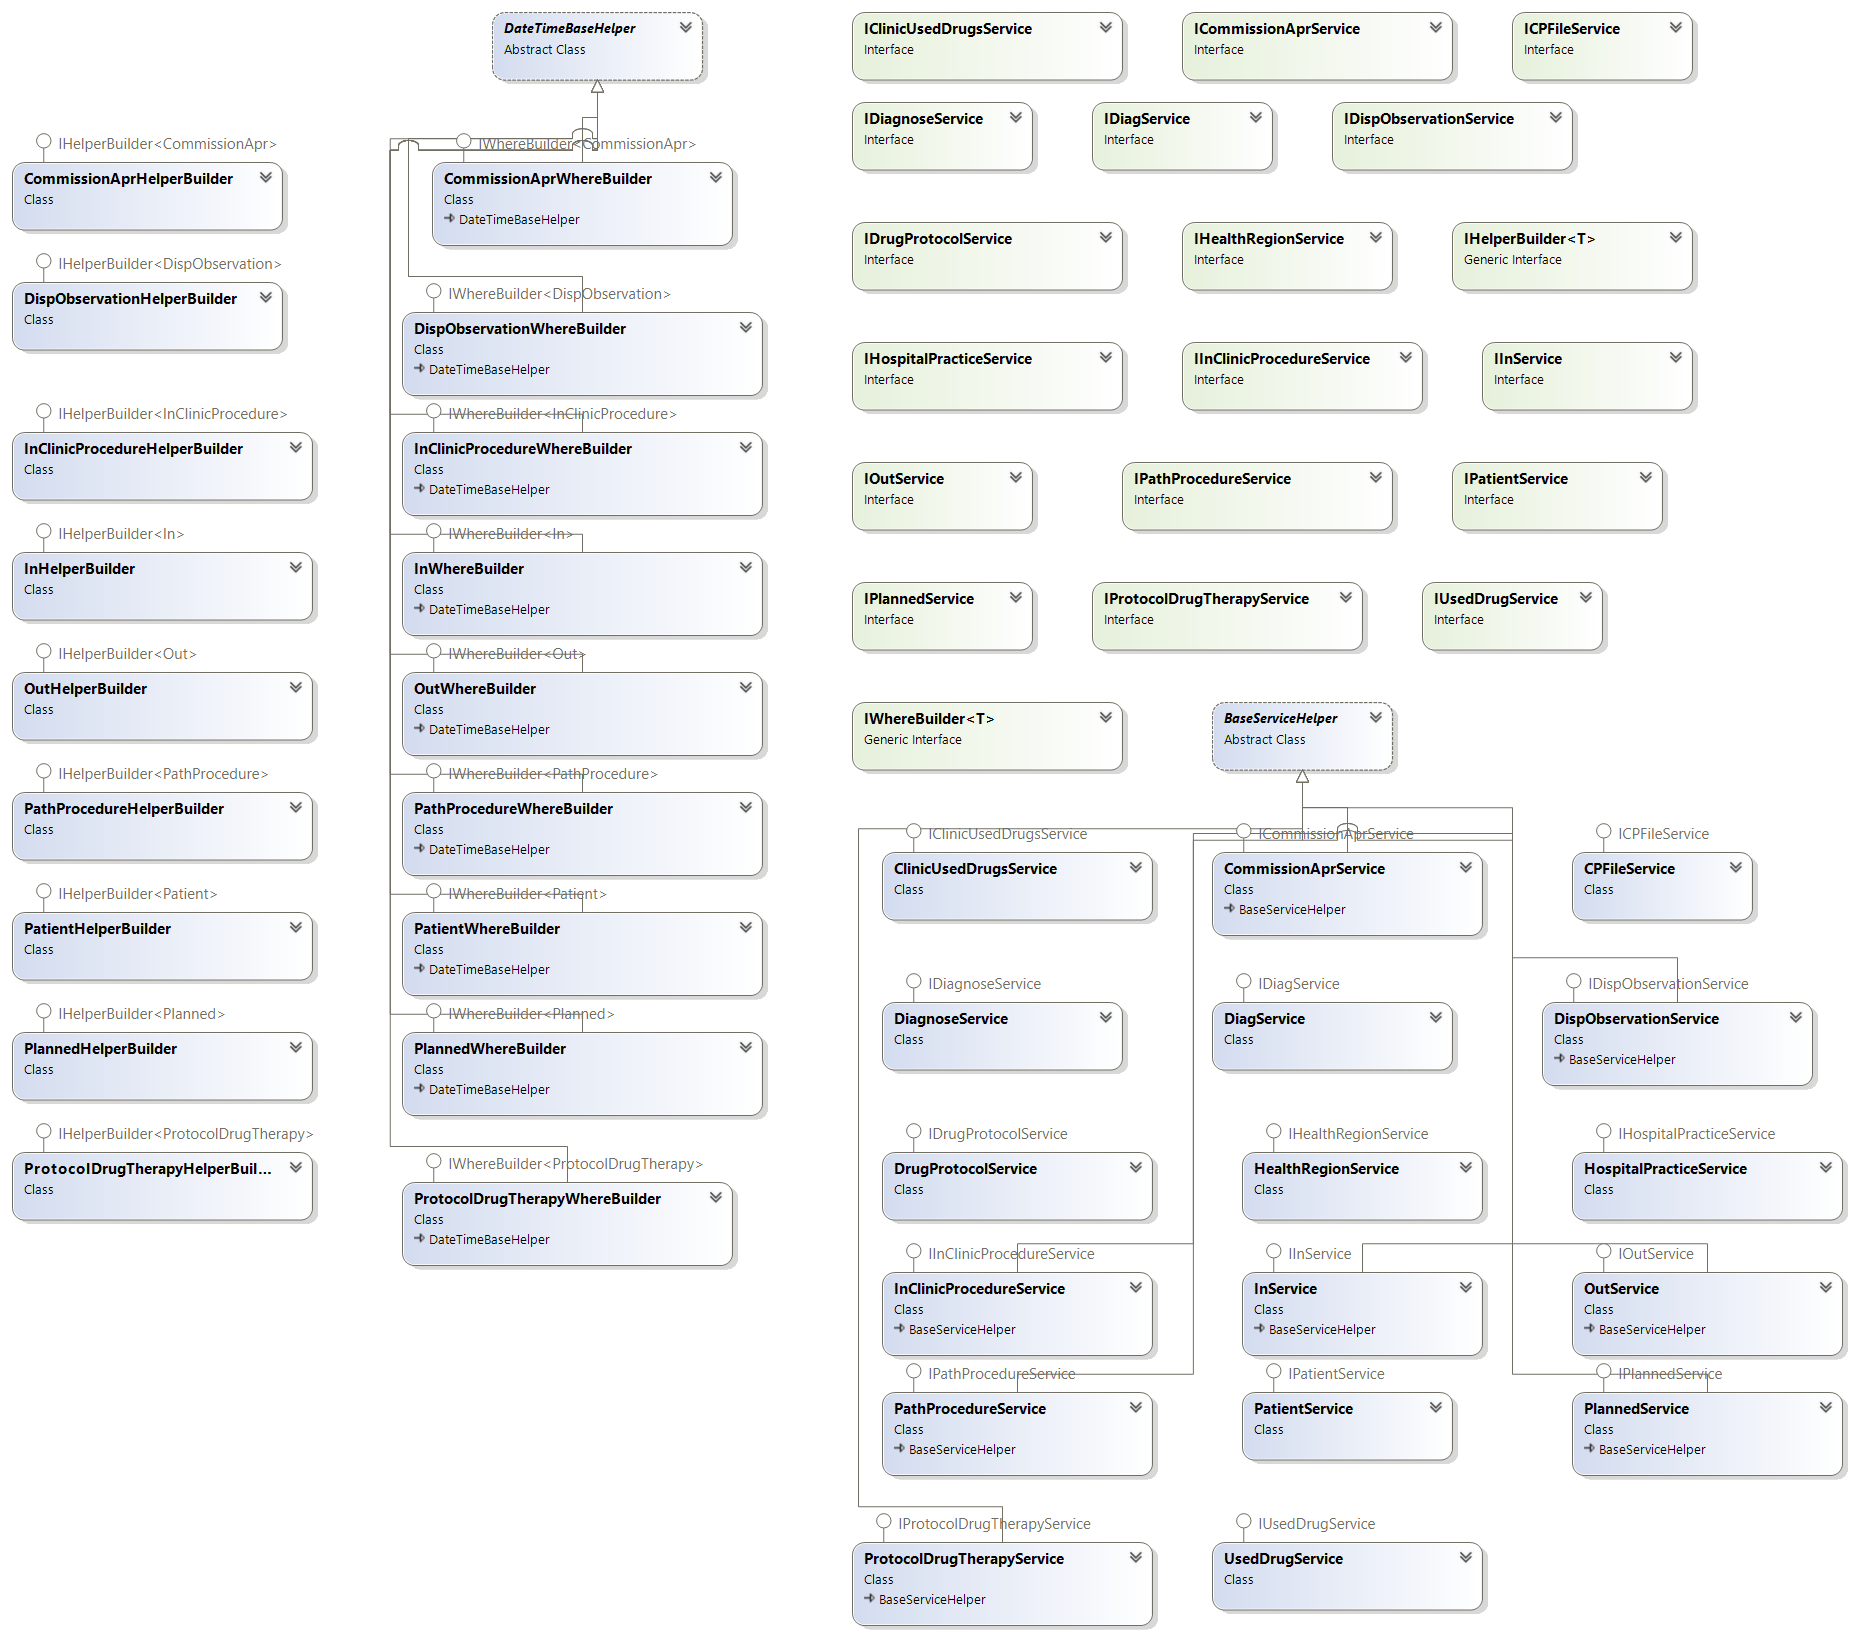 DateTimeBaseHelper
Abstract Class
IHelperBuilder<CommissionApr>
CommissionAprHelperBuilder
Class
IHelperBuilder<DispObservation>
DispObservationHelperBuilder
Class
IHelperBuilder<InClinicProcedure>
InClinicProcedureHelperBuilder
Class
IHelperBuilder<In>
InHelperBuilder
Class
IHelperBuilder<Out>
OutHelperBuilder
Class
IHelperBuilder<PathProcedure>
PathProcedureHelperBuilder
Class
IHelperBuilder<Patient>
PatientHelperBuilder
Class
IHelperBuilder<Planned>
PlannedHelperBuilder
Class
IHelperBuilder<ProtocolDrugTherapy>
ProtocolDrugTherapyHelperBuil...
Class
IWhereBuilder<CommissionApr>
CommissionAprWhereBuilder
Class
DateTimeBaseHelper
IWhereBuilder<DispObservation>
DispObservationWhereBuilder
Class
DateTimeBaseHelper
IWhereBuilder<InClinicProcedure>
InClinicProcedureWhereBuilder
Class
DateTimeBaseHelper
IWhereBuilder<In>
InWhereBuilder
Class
DateTimeBaseHelper
IWhereBuilder<Out>
OutWhereBuilder
Class
DateTimeBaseHelper
IWhereBuilder<PathProcedure>
PathProcedureWhereBuilder
Class
DateTimeBaseHelper
IWhereBuilder<Patient>
PatientWhereBuilder
Class
DateTimeBaseHelper
IWhereBuilder<Planned>
PlannedWhereBuilder
Class
DateTimeBaseHelper
IWhereBuilder<ProtocolDrugTherapy>
ProtocolDrugTherapyWhereBuilder
Class
DateTimeBaseHelper
IClinicUsedDrugsService
Interface
ICommissionAprService
Interface
ICPFileService
Interface
IDiagnoseService
Interface
IDiagService
Interface
IDispObservationService
Interface
IDrugProtocolService
Interface
IHealthRegionService
Interface
IHelperBuilder<T>
Generic Interface
IHospitalPracticeService
Interface
IInClinicProcedureService
Interface
IInService
Interface
IOutService
Interface
IPathProcedureService
Interface
IPatientService
Interface
IPlannedService
Interface
IProtocolDrugTherapyService
Interface
IUsedDrugService
Interface
IWhereBuilder<T>
Generic Interface
BaseServiceHelper
Abstract Class
IClinicUsedDrugsService
ClinicUsedDrugsService
Class
ICommissionAprService
CommissionAprService
Class
BaseServiceHelper
ICPFileService
CPFileService
Class
IDiagnoseService
DiagnoseService
Class
IDiagService
DiagService
Class
IDispObservationService
DispObservationService
Class
BaseServiceHelper
IDrugProtocolService
DrugProtocolService
Class
IHealthRegionService
HealthRegionService
Class
IHospitalPracticeService
HospitalPracticeService
Class
IInClinicProcedureService
InClinicProcedureService
Class
BaseServiceHelper
IInService
InService
Class
BaseServiceHelper
IOutService
OutService
Class
BaseServiceHelper
IPathProcedureService
PathProcedureService
Class
BaseServiceHelper
IPatientService
PatientService
Class
IPlannedService
PlannedService
Class
BaseServiceHelper
IProtocolDrugTherapyService
ProtocolDrugTherapyService
Class
BaseServiceHelper
IUsedDrugService
UsedDrugService
Class